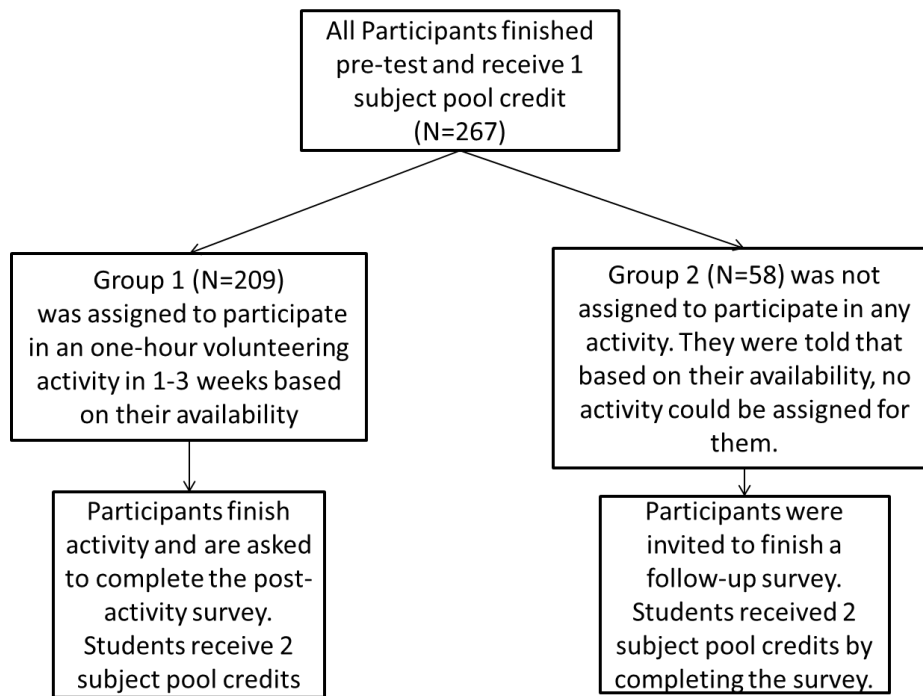 All Participants finished
pre-test and receive 1
subject pool credit
(N=267)
Group 1 (N=209)
was assigned to participate
in an one-hour volunteering
activity in 1-3 weeks based
on their availability
Group 2 (N=58) was not
assigned to participate in any
activity. They were told that
based on their availability, no
activity could be assigned for
them.
Participants finish
activity and are asked
to complete the post-
activity survey.
Students receive 2
subject pool credits
Participants were
invited to finish a
follow-up survey.
Students received 2
subject pool credits by
completing the survey.